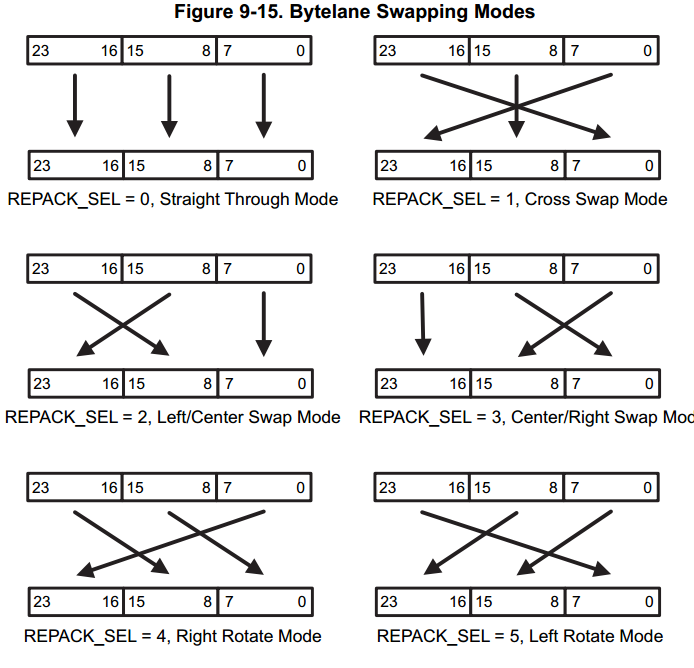 Figure 9-15. Bytelane Swapping Modes
23 16 15 8 7 0
23 16 15 8 7 0
23 16 15 8 7 0
23 16 15 8 7 0
REPACK_SEL = 0, Straight Through Mode
REPACK_SEL = 1, Cross Swap Mode
23 16 15 8 7 0
23 16 15 8 7 0
23 16 15 8 7 0
23 16 15 8 7 0
REPACK_SEL = 2, Left/Center Swap Mode
REPACK_SEL = 3, Center/Right Swap Mod
23 16 15 8 7 0
23 16 15 8 7 0
23 16 15 8 7 0
23 16 15 8 7 0
REPACK_SEL = 4, Right Rotate Mode
REPACK_SEL = 5, Left Rotate Mode